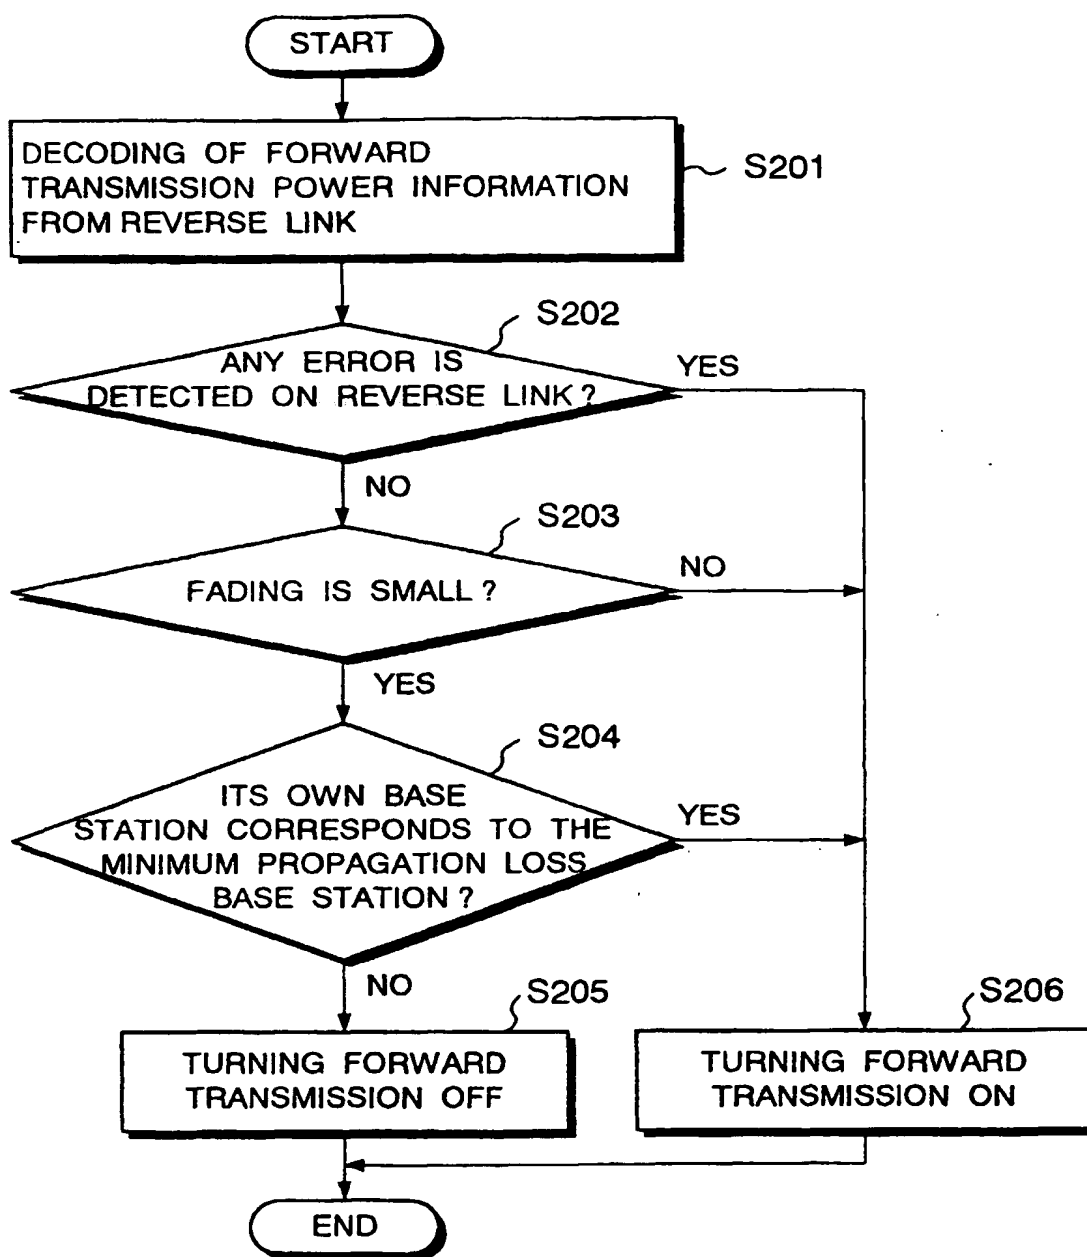 START
DECODING OF FORWARD
TRANSMISSION POWER INFORMATION
FROM REVERSE LINK
S201
S202
ANY ERROR IS
DETECTED ON REVERSE LINK ?
YES
NO
S203
FADING IS SMALL ?
NO
YES
S204
ITS OWN BASE
STATION CORRESPONDS TO THE
MINIMUM PROPAGATION LOSS
BASE STATION ?
YES
NO
S205
TURNING FORWARD
TRANSMISSION OFF
S206
TURNING FORWARD
TRANSMISSION ON
END